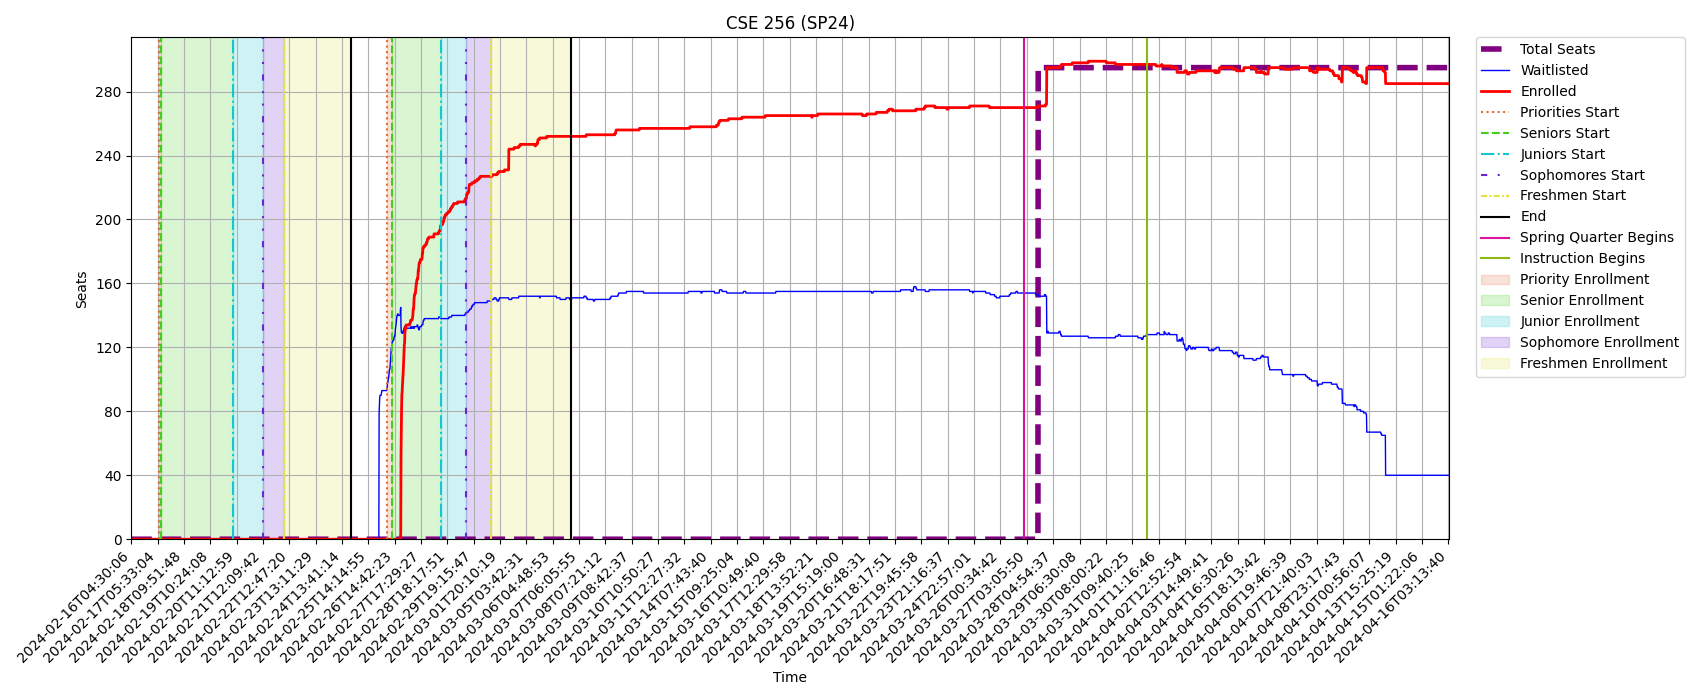 CSE 256 (SP24)
Seats
280
240
200
160
120
80
40
0
2024-02-16T04:30:06
2024-02-17T05:33:04
2024-02-18T09:51:48
2024-02-19T10:24:08
2024-02-20T11:12:59
2024-02-21T12:09:42
2024-02-22T12:47:20
2024-02-23T13:11:29
2024-02-24T13:41:14
2024-02-25T14:14:55
2024-02-26T14:42:23
2024-02-27T17:29:27
2024-02-28T18:17:51
2024-02-29T19:15:47
2024-03-01T20:10:19
2024-03-05T03:42:31
2024-03-06T04:48:53
2024-03-07T06:05:55
2024-03-08T07:21:12
2024-03-09T08:42:37
2024-03-10T10:50:27
2024-03-11T12:27:32
2024-03-14T07:43:40
2024-03-15T09:25:04
2024-03-16T10:49:40
2024-03-17T12:29:58
2024-03-18T13:52:21
2024-03-19T15:19:00
2024-03-20T16:48:31
2024-03-21T18:17:51
2024-03-22T19:45:58
2024-03-23T21:16:37
2024-03-24T22:57:01
2024-03-26T00:34:42
2024-03-27T03:05:50
2024-03-28T04:54:37
2024-03-29T06:30:08
2024-03-30T08:00:22
2024-03-31T09:40:25
2024-04-01T11:16:46
2024-04-02T12:52:54
2024-04-03T14:49:41
2024-04-04T16:30:26
2024-04-05T18:13:42
2024-04-06T19:46:39
2024-04-07T21:40:03
2024-04-08T23:17:43
2024-04-10T00:56:07
2024-04-13T15:25:19
2024-04-15T01:22:06
2024-04-16T03:13:40
Time
Total Seats
Waitlisted
Enrolled
Priorities Start
Seniors Start
Juniors Start
Sophomores Start
Freshmen Start
End
Spring Quarter Begins
Instruction Begins
Priority Enrollment
Senior Enrollment
Junior Enrollment
Sophomore Enrollment
Freshmen Enrollment